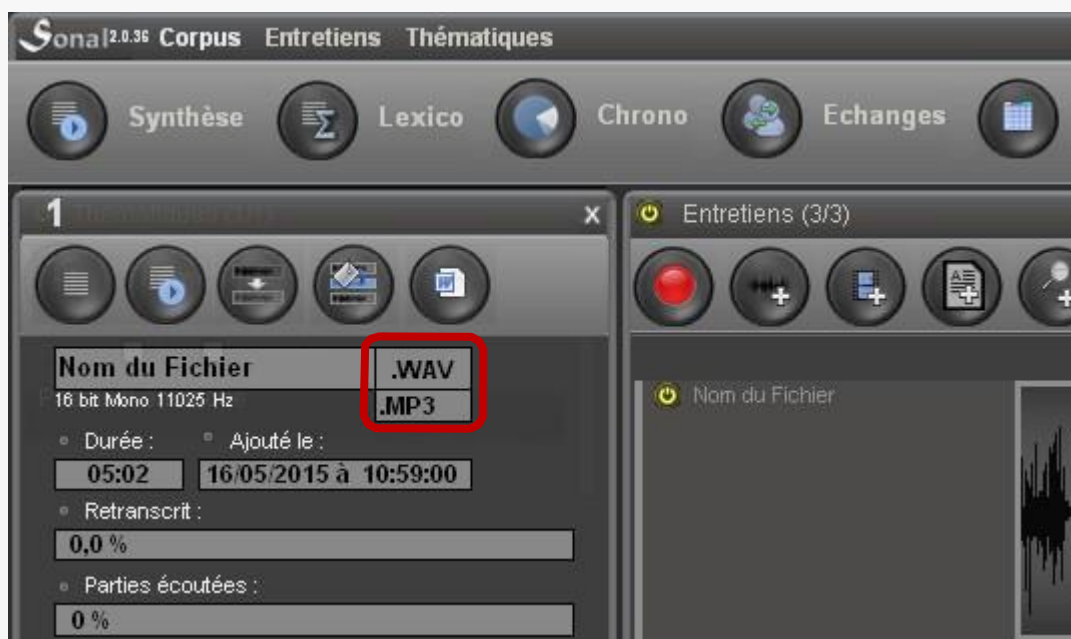 Sonal 2.0.36 Corpus Entretiens Thématiques
Synthèse Lexico Chrono Echanges
1 x
Entretiens (3/3)
Nom du Fichier .WAV
16 bit Mono 11025 Hz .MP3
Nom du Fichier
Durée : Ajouté le :
05:02 16/05/2015 à 10:59:00
Retranscrit :
0,0 %
Parties écoutées :
0 %